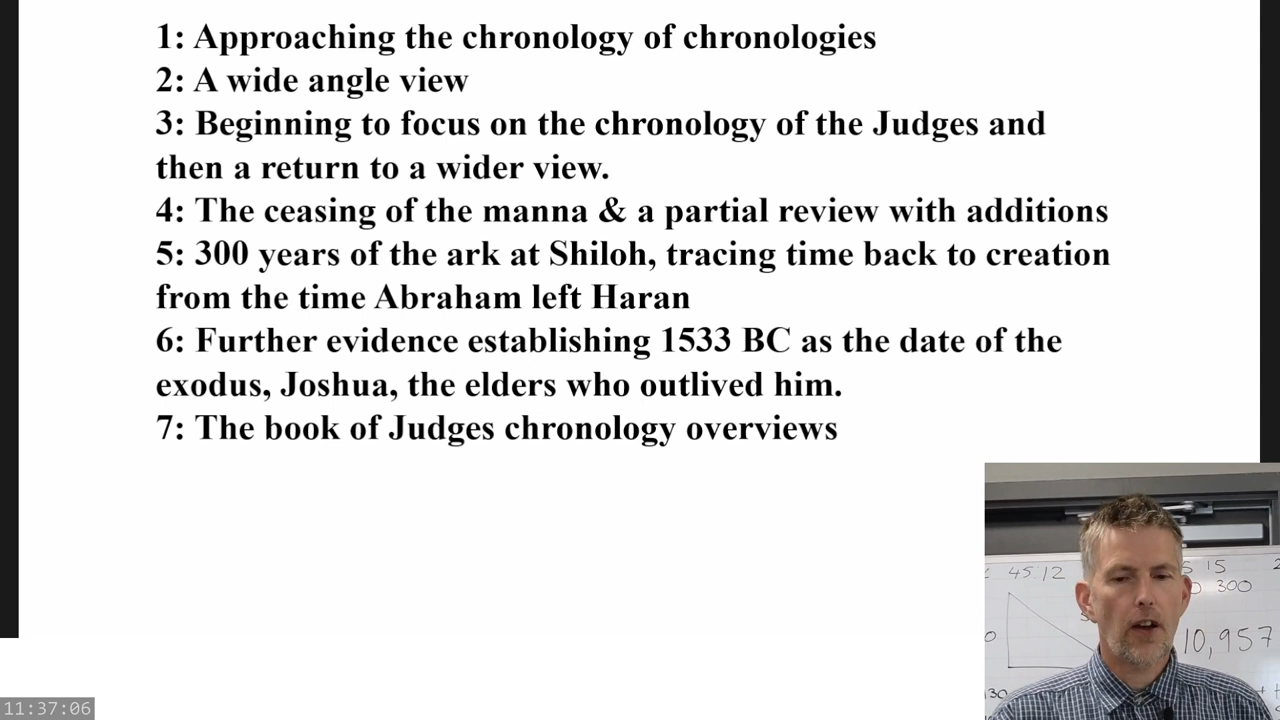 1: Approaching the chronology of chronologies
2: A wide angle view
3: Beginning to focus on the chronology of the Judges and
then a return to a wider view.
4: The ceasing of the manna & a partial review with additions
5: 300 years of the ark at Shiloh, tracing time back to creation
from the time Abraham left Haran
6: Further evidence establishing 1533 BC as the date of the
exodus, Joshua, the elders who outlived him.
7: The book of Judges chronology overviews
45 12
15
300
10,957
11:37:06